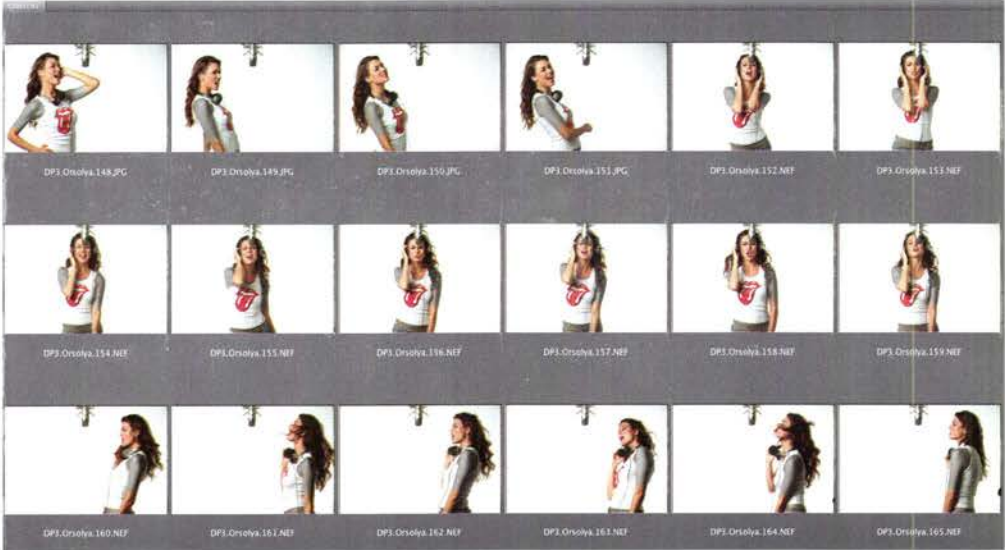 CONTENT
DP3.Orsolya.148.JPG
DP3.Orsolya.149.JPG
DP3.Orsolya.150.JPG
DP3.Orsolya.151.JPG
DP3.Orsolya.152.NEF
DP3.Orsolya.153.NEF
DP3.Orsolya.154.NEF
DP3.Orsolya.155.NEF
DP3.Orsolya.156.NEF
DP3.Orsolya.157.NEF
DP3.Orsolya.158.NEF
DP3.Orsolya.159.NEF
DP3.Orsolya.160.NEF
DP3.Orsolya.161.NEF
DP3.Orsolya.162.NEF
DP3.Orsolya.163.NEF
DP3.Orsolya.164.NEF
DP3.Orsolya.165.NEF